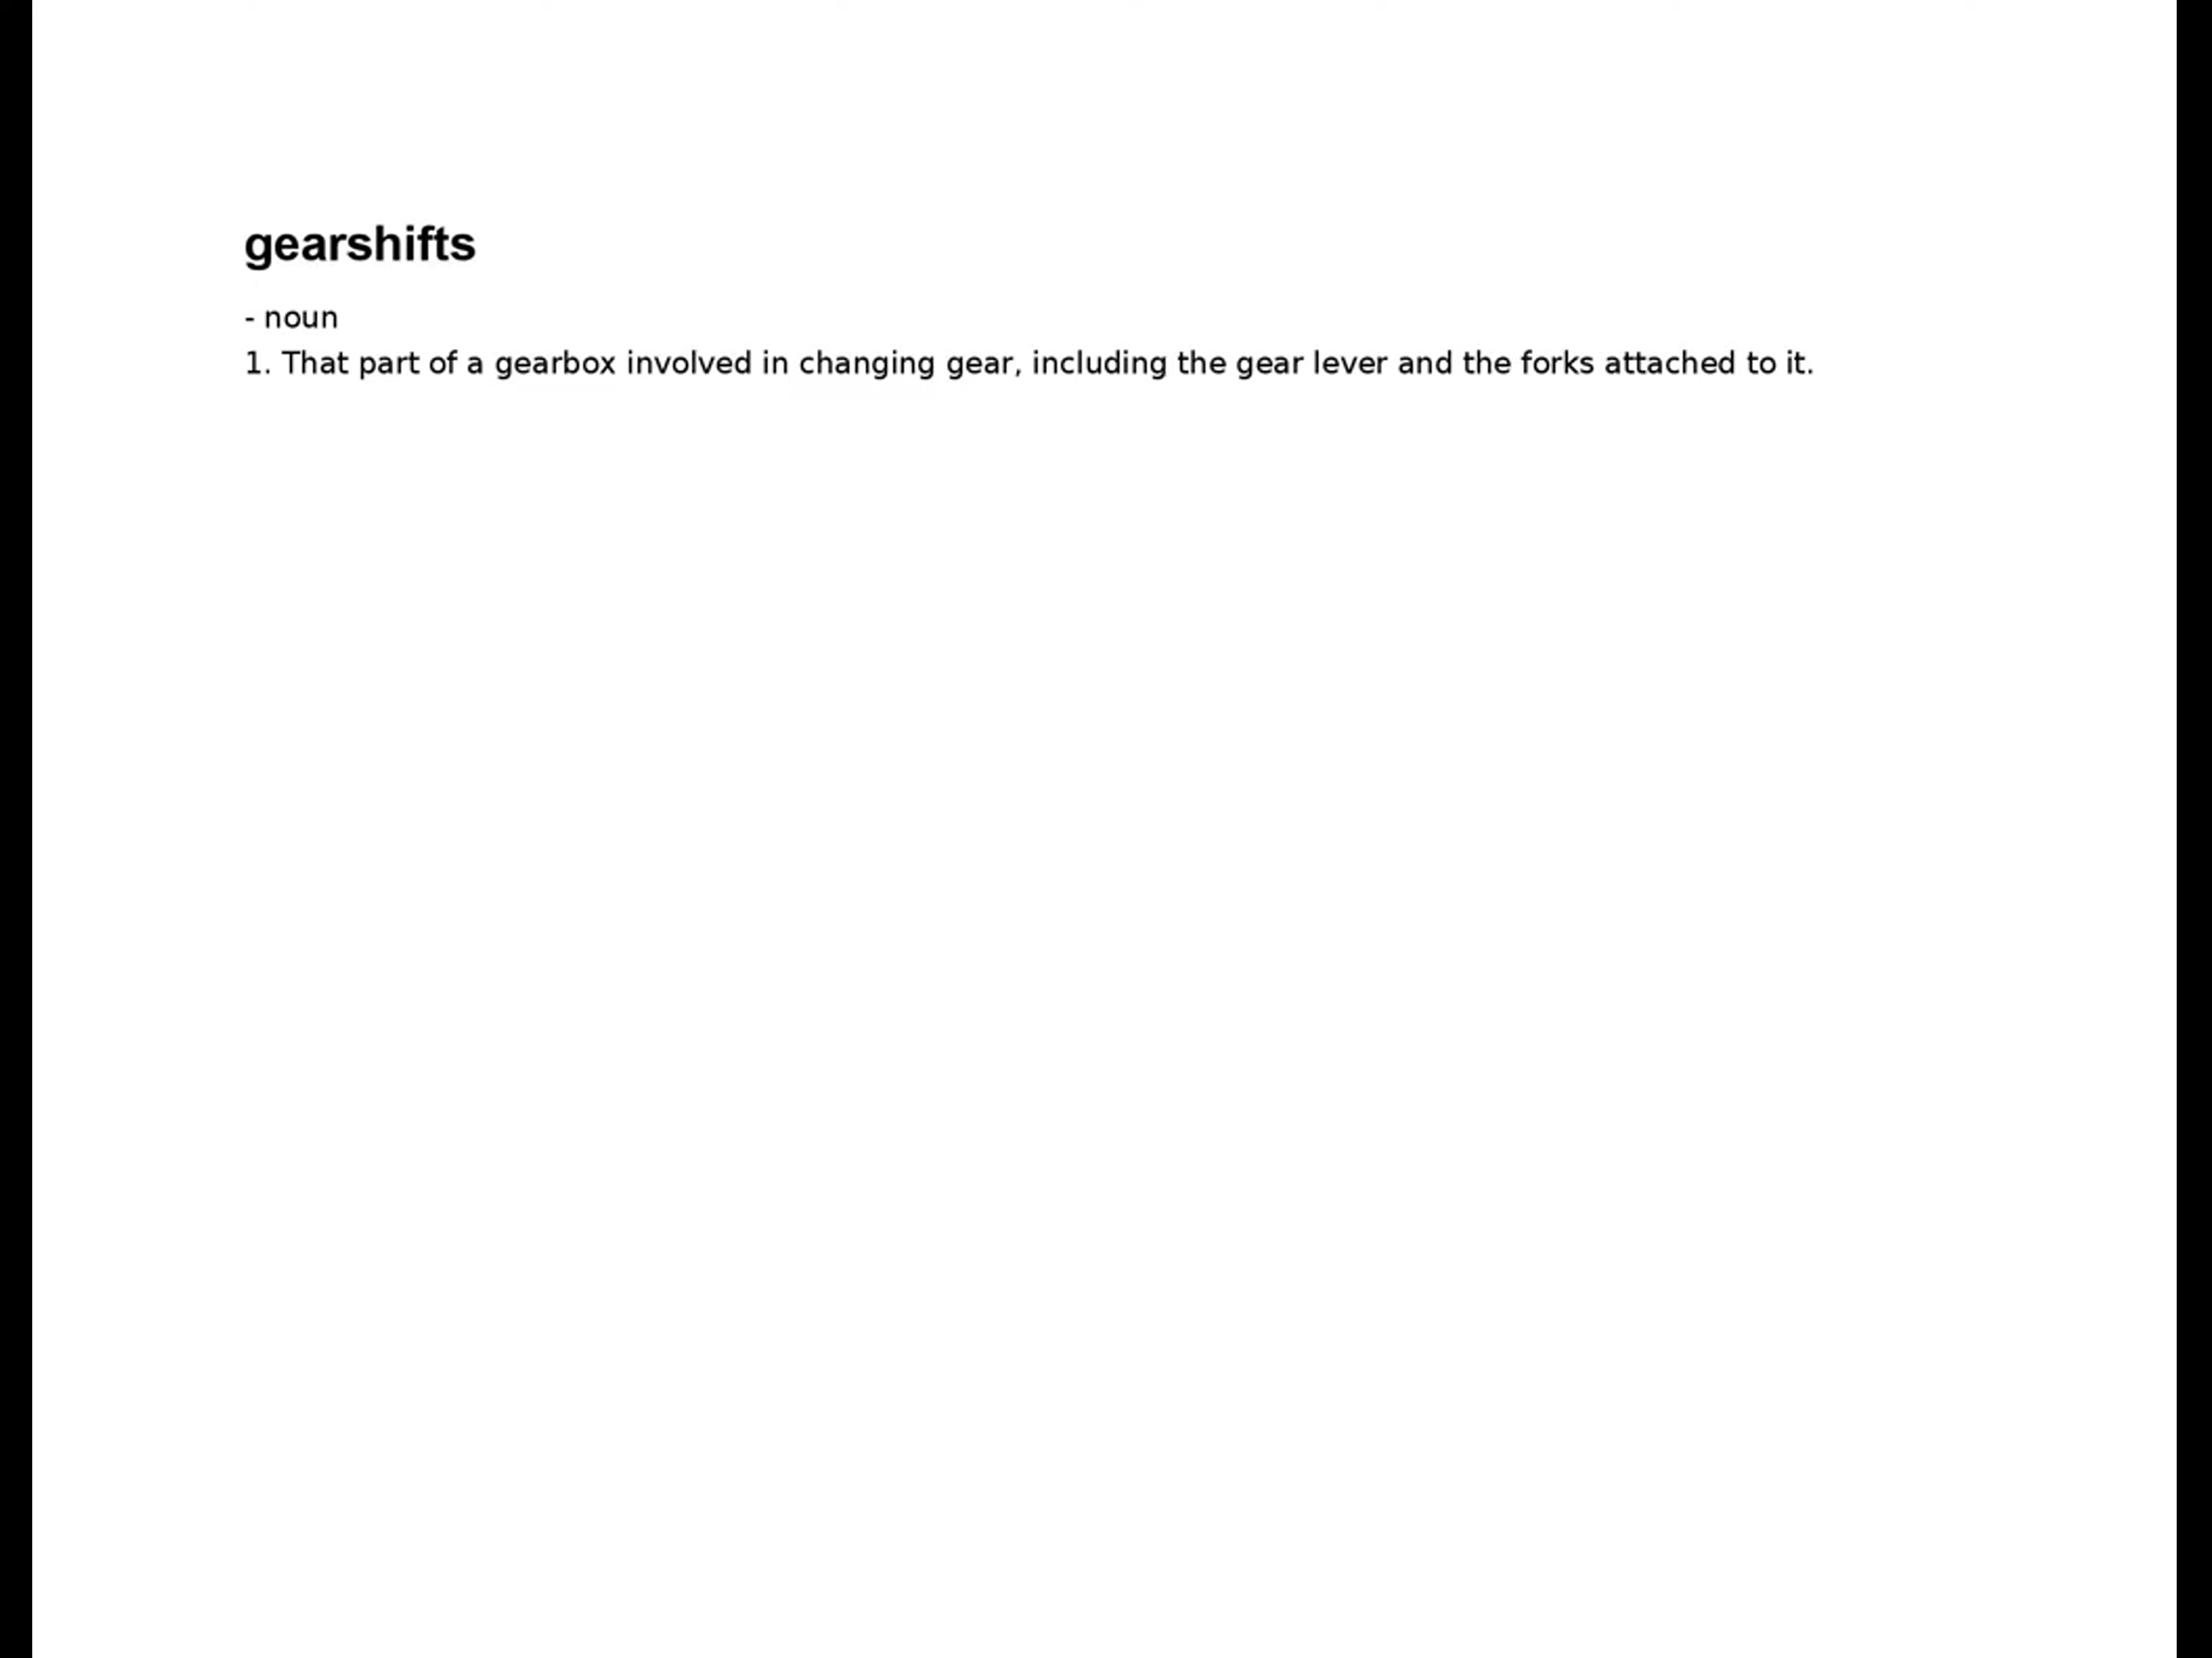 gearshifts
- noun
1. That part of a gearbox involved in changing gear, including the gear lever and the forks attached to it.